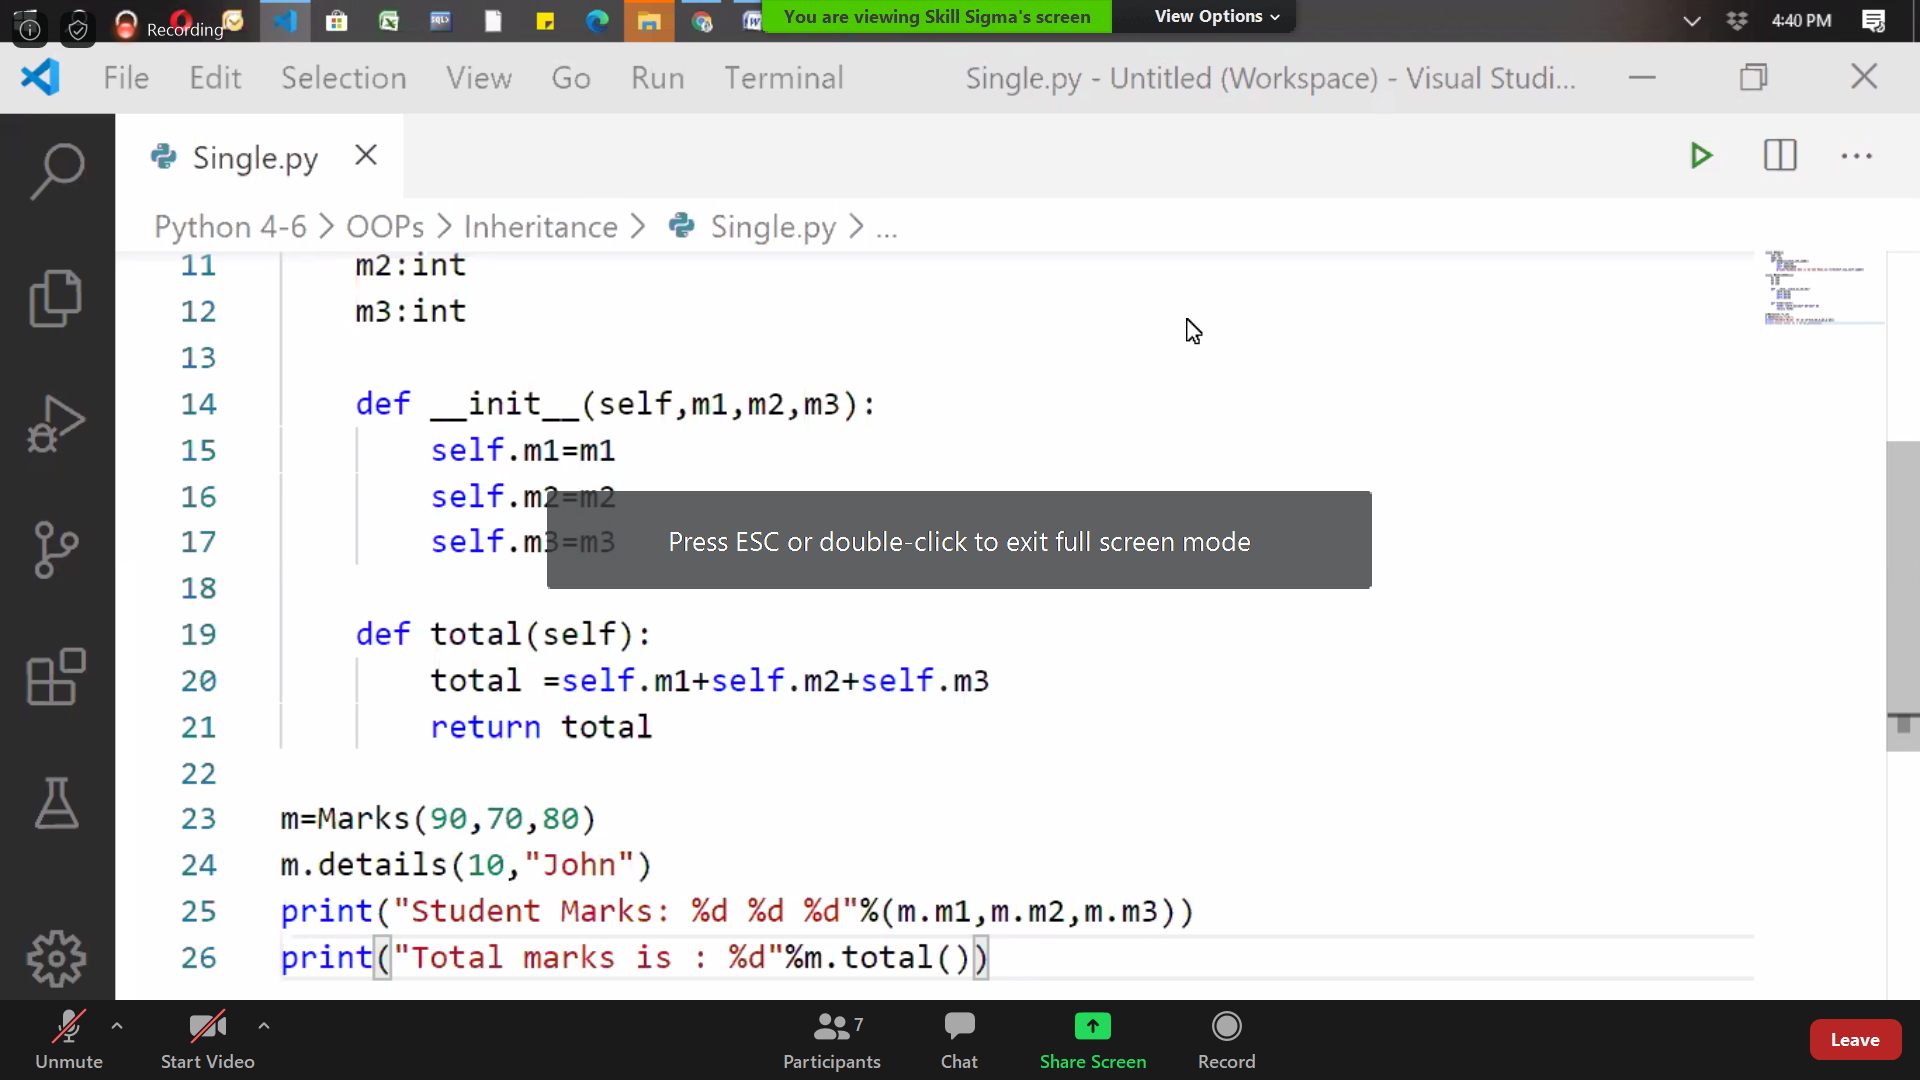 Recording
You are viewing Skill Sigma's screen
View Options
4:40 PM
File Edit Selection View Go Run Terminal Single.py - Untitled (Workspace) - Visual Studi...
Single.py
Python 4-6 > OOPs > Inheritance > Single.py > ...
11 m2:int
12 m3:int
13
14 def __init__(self,m1,m2,m3):
15 self.m1=m1
16 self.m2=m2
17 self.m3=m3
Press ESC or double-click to exit full screen mode
18
19 def total(self):
20 total =self.m1+self.m2+self.m3
21 return total
22
23 m=Marks(90,70,80)
24 m.details(10,"John")
25 print("Student Marks: %d %d %d"%(m.m1,m.m2,m.m3))
26 print("Total marks is : %d"%m.total())
Unmute
Start Video
7
Participants
Chat
Share Screen
Record
Leave